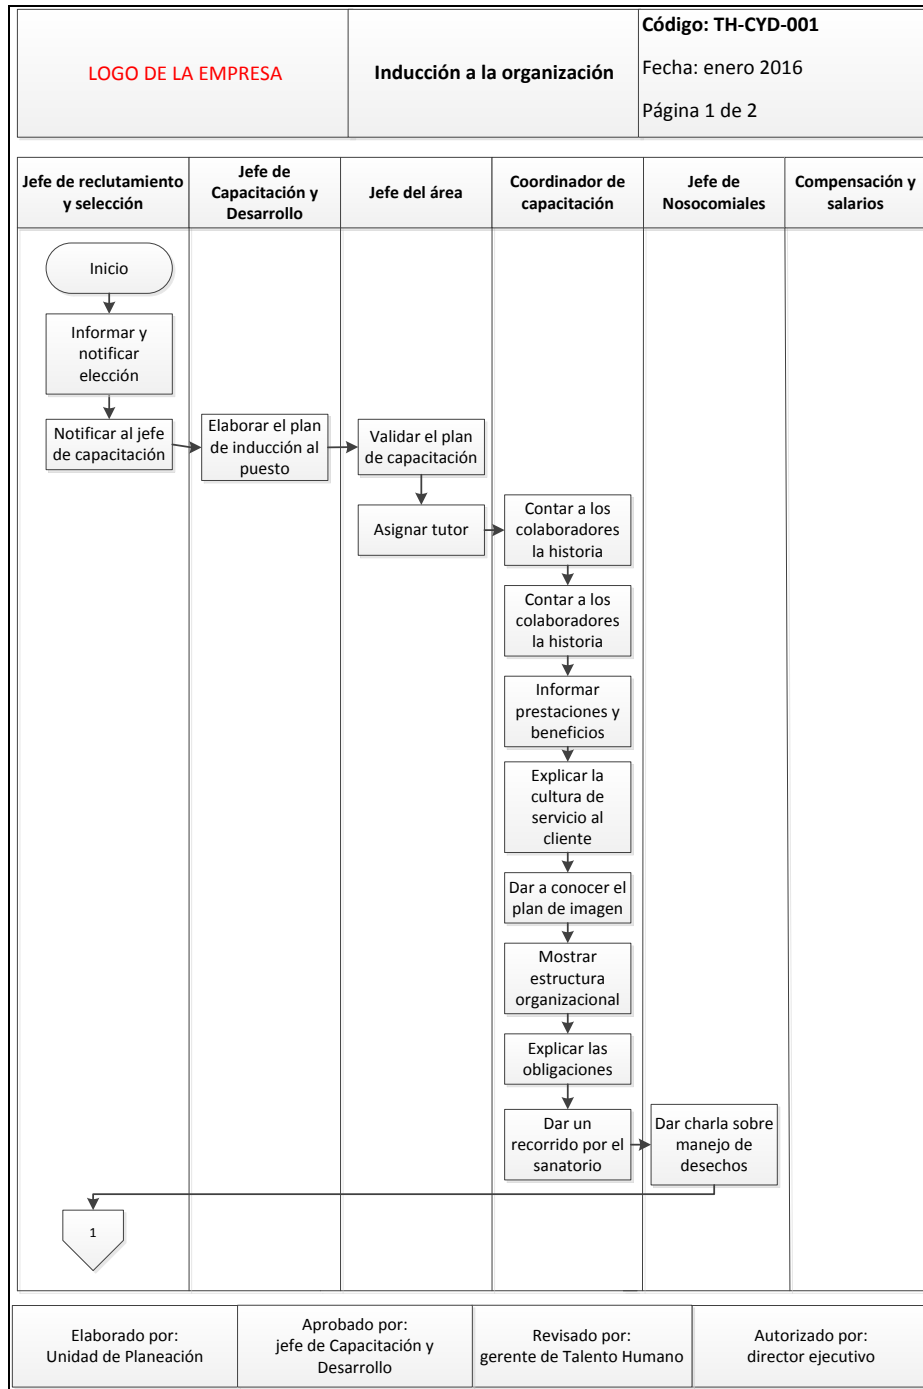 LOGO DE LA EMPRESA
Inducción a la organización
Código: TH-CYD-001
Fecha: enero 2016
Página 1 de 2
Jefe de reclutamiento
y selección
Jefe de
Capacitación y
Desarrollo
Jefe del área
Coordinador de
capacitación
Jefe de
Nosocomiales
Compensación y
salarios
Inicio
Informar y
notificar
elección
Notificar al jefe
de capacitación
Elaborar el plan
de inducción al
puesto
Validar el plan
de capacitación
Asignar tutor
Contar a los
colaboradores
la historia
Contar a los
colaboradores
la historia
Informar
prestaciones y
beneficios
Explicar la
cultura de
servicio al
cliente
Dar a conocer el
plan de imagen
Mostrar
estructura
organizacional
Explicar las
obligaciones
Dar un
recorrido por el
sanatorio
Dar charla sobre
manejo de
desechos
1
Elaborado por:
Unidad de Planeación
Aprobado por:
jefe de Capacitación y
Desarrollo
Revisado por:
gerente de Talento Humano
Autorizado por:
director ejecutivo